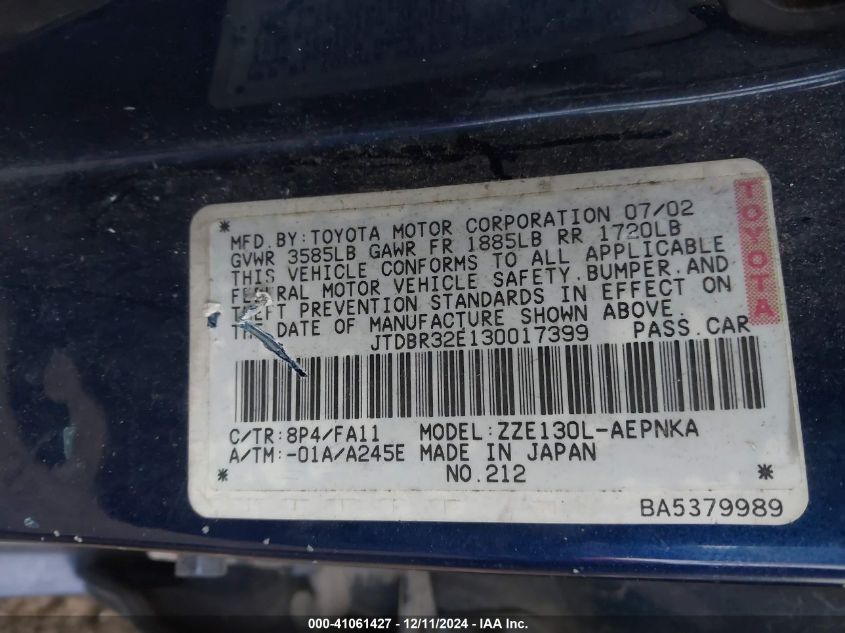 MFD. BY: TOYOTA MOTOR CORPORATION 07/02
GVWR 3585LB GAWR FR 1885LB RR 1720LB
THIS VEHICLE CONFORMS TO ALL APPLICABLE
FEDERAL MOTOR VEHICLE SAFETY, BUMPER, AND
THEFT PREVENTION STANDARDS IN EFFECT ON
THE DATE OF MANUFACTURE SHOWN ABOVE.
JTDBR32E130017399 PASS. CAR
TOYOTA
C/TR: 8P4/FA11 MODEL: ZZE130L-AEPNKA
A/TM: -01A/A245E MADE IN JAPAN
NO. 212
BA5379989
000-41061427 - 12/11/2024 - IAA Inc.